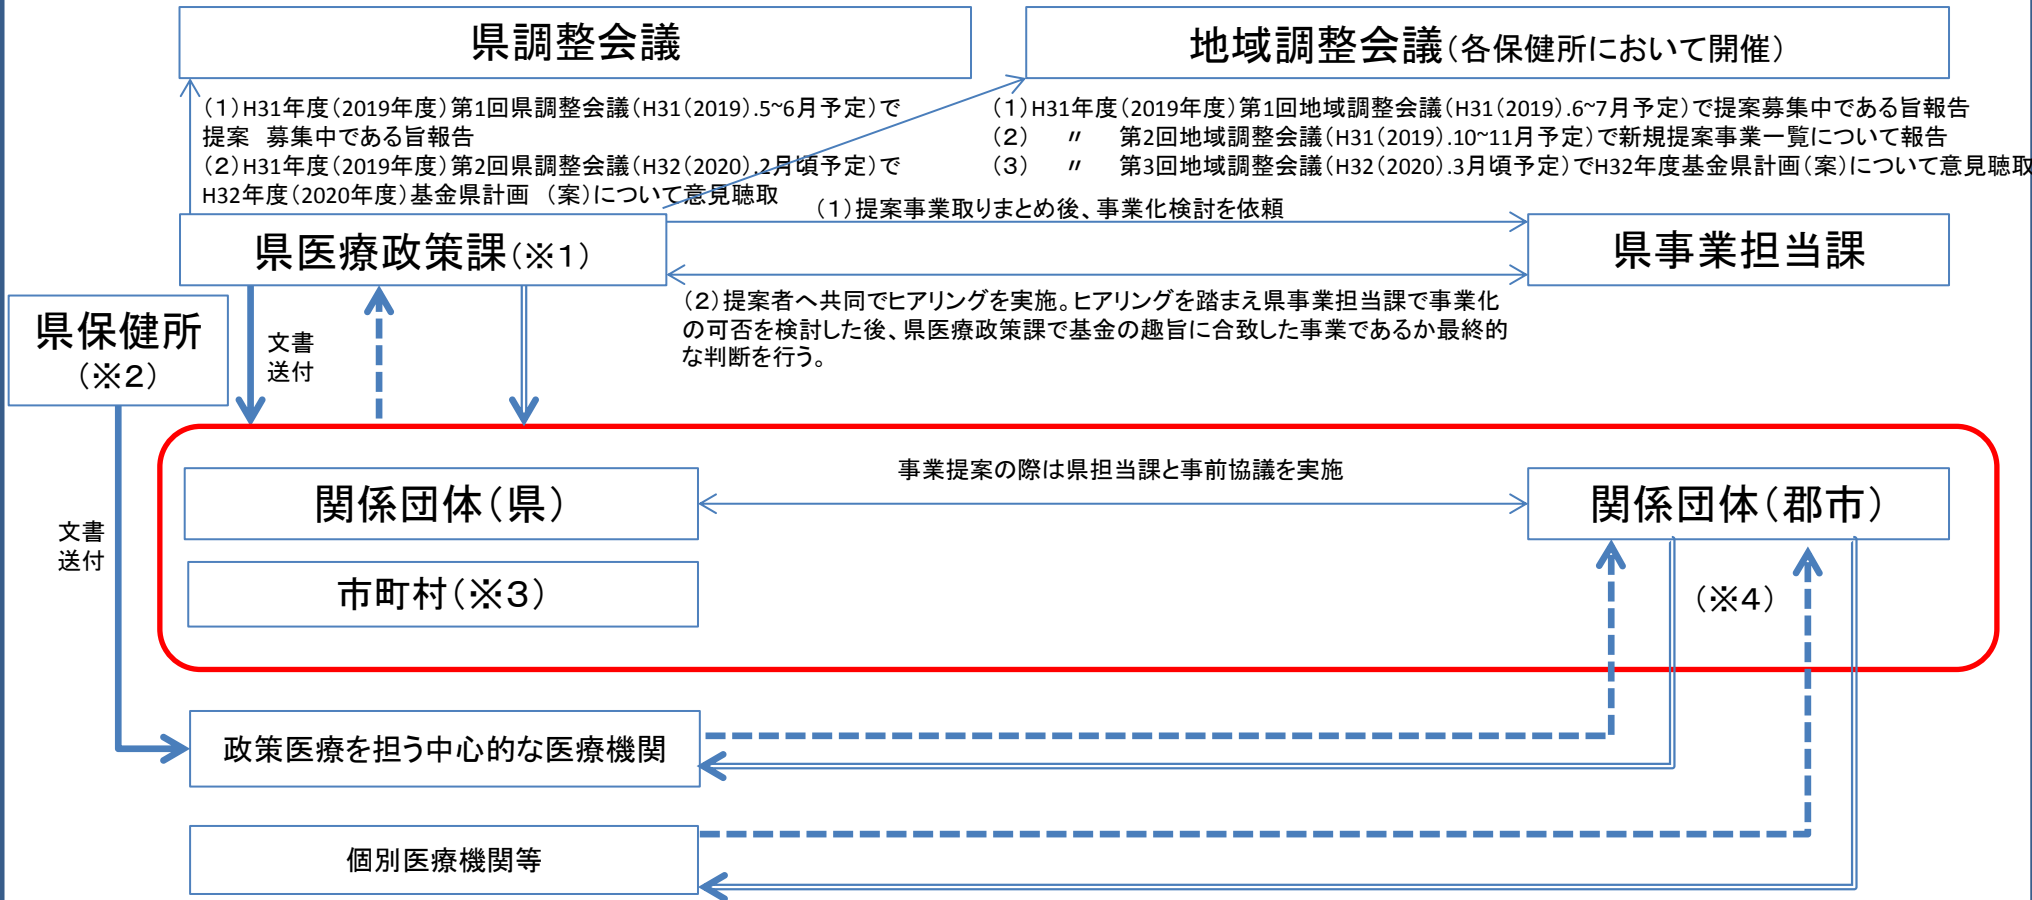 県調整会議
地域調整会議(各保健所において開催)
(1)H31年度(2019年度)第1回県調整会議(H31(2019).5~6月予定)で
提案　募集中である旨報告
(2)H31年度(2019年度)第2回県調整会議(H32(2020).2月頃予定)で
H32年度(2020年度)基金県計画　(案)について意見聴取
(1)H31年度(2019年度)第1回地域調整会議(H31(2019).6~7月予定)で提案募集中である旨報告
(2)　〃　第2回地域調整会議(H31(2019).10~11月予定)で新規提案事業一覧について報告
(3)　〃　第3回地域調整会議(H32(2020).3月頃予定)でH32年度基金県計画(案)について意見聴取
(1)提案事業取りまとめ後、事業化検討を依頼
県医療政策課(※1)
県事業担当課
(2)提案者へ共同でヒアリングを実施。ヒアリングを踏まえ県事業担当課で事業化
の可否を検討した後、県医療政策課で基金の趣旨に合致した事業であるか最終的
な判断を行う。
県保健所
(※2)
文書
送付
事業提案の際は県担当課と事前協議を実施
関係団体(県)
関係団体(郡市)
文書
送付
市町村(※3)
(※4)
政策医療を担う中心的な医療機関
個別医療機関等